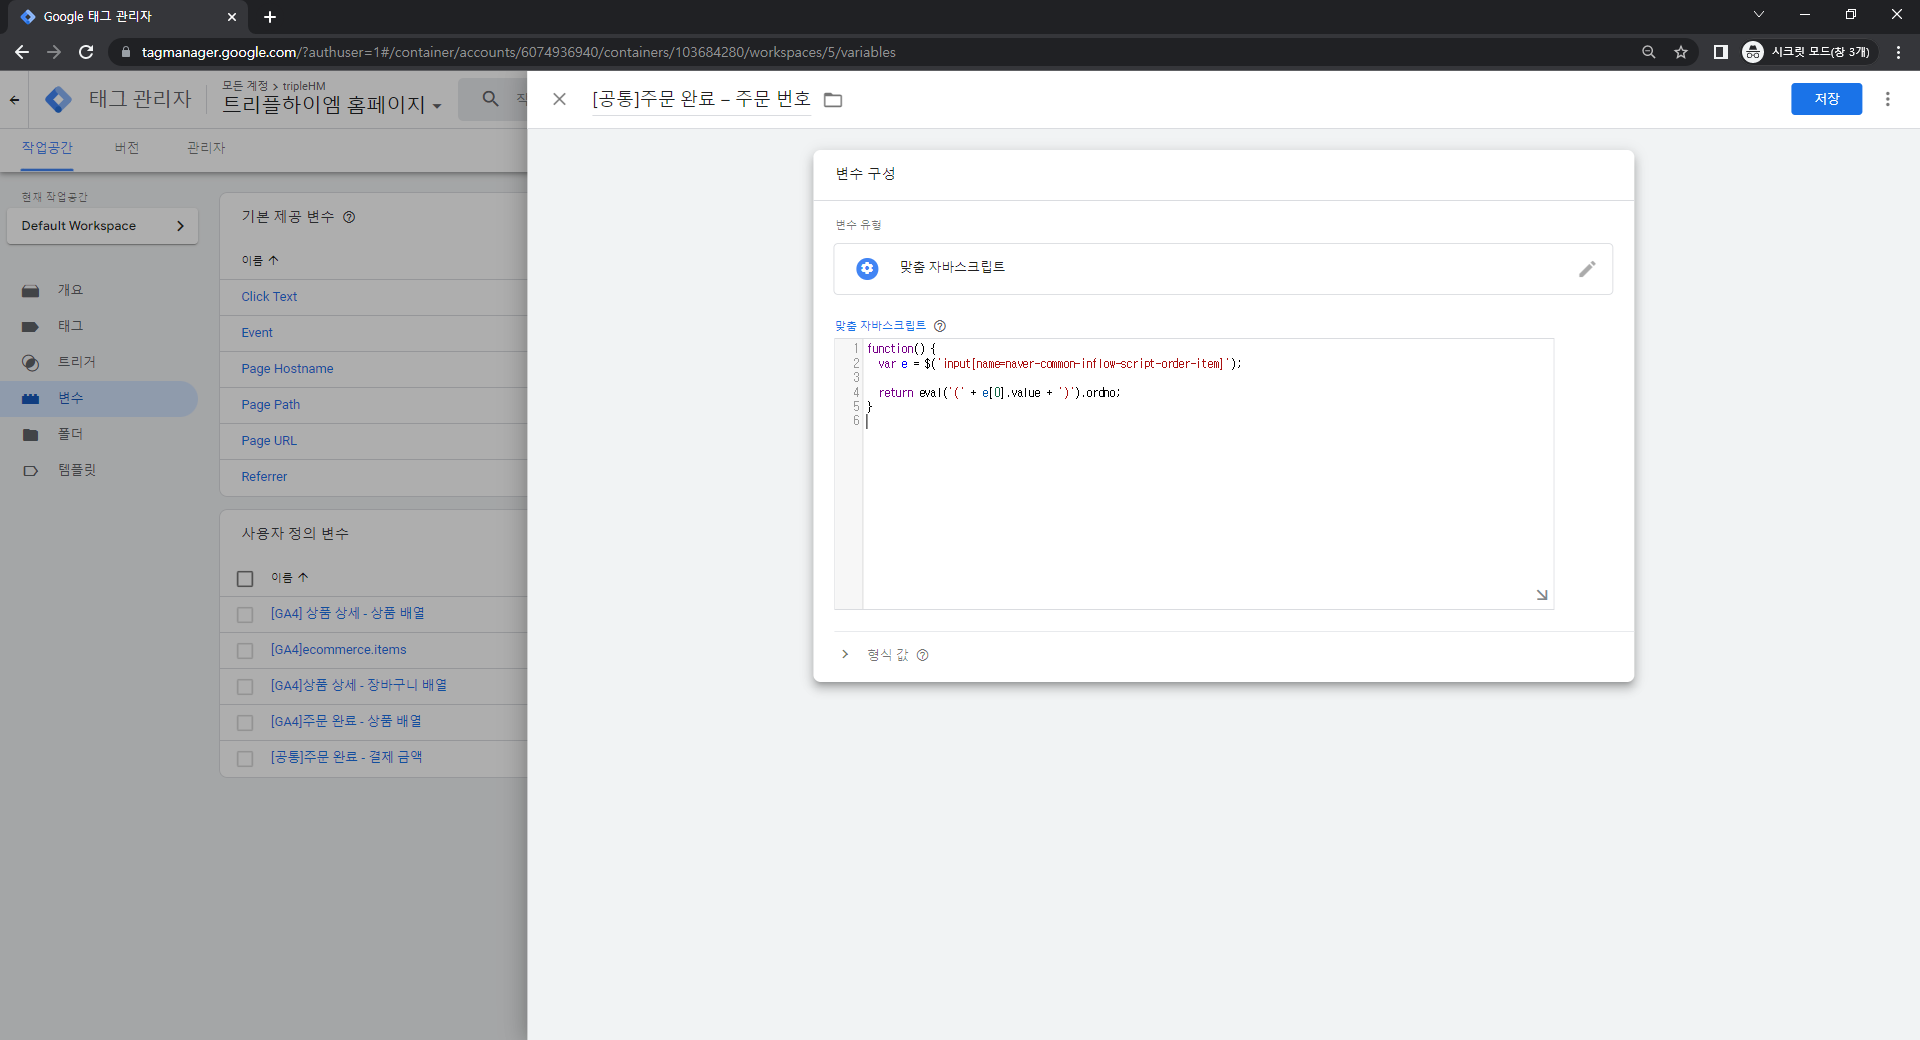 Google 태그 관리자
tagmanager.google.com/?authuser=1#/container/accounts/6074936940/containers/103684280/workspaces/5/variables
시크릿 모드(창 3개)
태그 관리자
모든 계정 > tripleHM
트리플하이엠 홈페이지
작업공간
버전
관리자
현재 작업공간
Default Workspace
개요
태그
트리거
변수
폴더
템플릿
기본 제공 변수
이름
Click Text
Event
Page Hostname
Page Path
Page URL
Referrer
사용자 정의 변수
이름
[GA4] 상품 상세 - 상품 배열
[GA4]ecommerce.items
[GA4]상품 상세 - 장바구니 배열
[GA4]주문 완료 - 상품 배열
[공통]주문 완료 - 결제 금액
[공통]주문 완료 – 주문 번호
저장
변수 구성
변수 유형
맞춤 자바스크립트
맞춤 자바스크립트
1 function() {
2 var e = $('input[name=naver-common-inflow-script-order-item]');
3
4 return eval('(' + e[0].value + ')').ordno;
5 }
6
형식 값